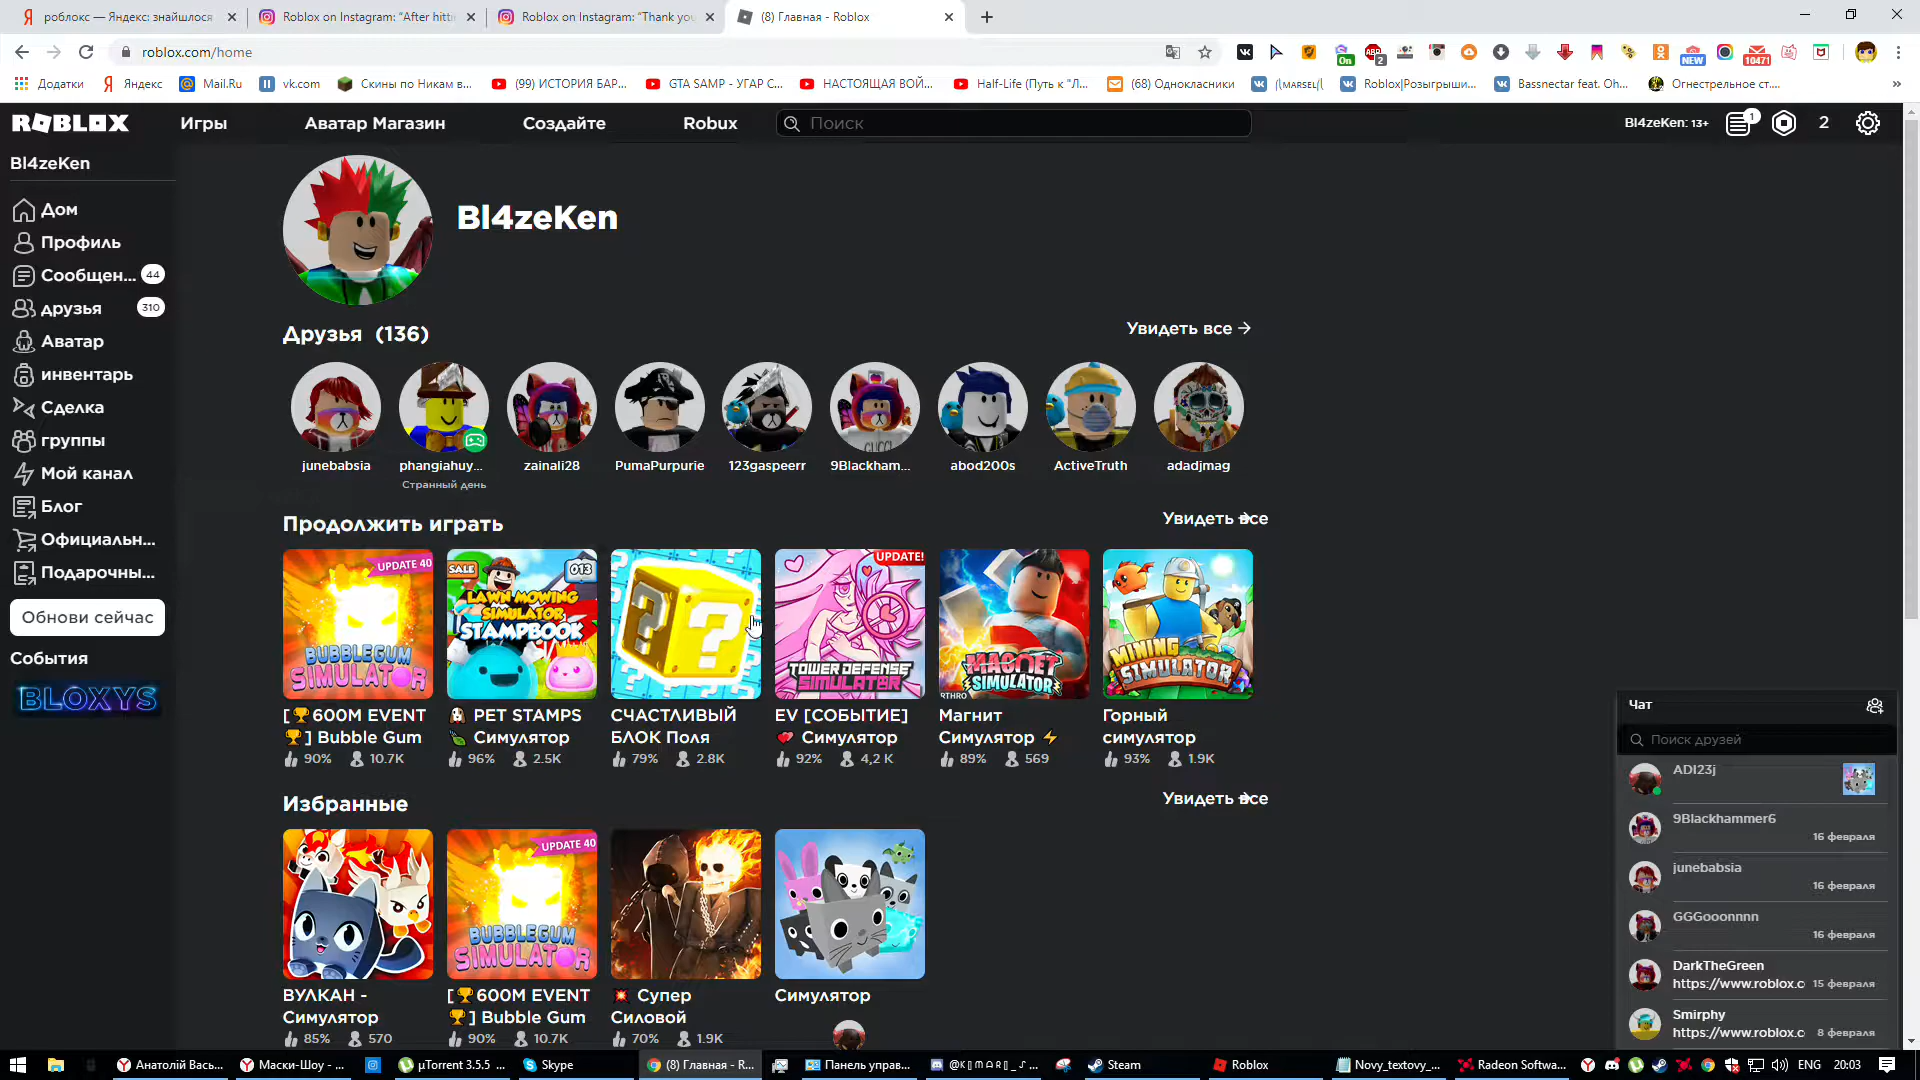 роблокс — Яндекс: знайшлося
Roblox on Instagram: “After hitti
Roblox on Instagram: “Thank you
(8) Главная - Roblox
roblox.com/home
On
ABP
2
NEW
10471
Додатки
Яндекс
Mail.Ru
vk.com
Скины по Никам в...
(99) ИСТОРИЯ БАР...
GTA SAMP - УГАР С...
НАСТОЯЩАЯ ВОЙ...
Half-Life (Путь к "Л...
(68) Одноклассники
Roblox|Розыгрыши...
Bassnectar feat. Oh...
Огнестрельное ст....
ROBLOX
Игры
Аватар Магазин
Создайте
Robux
Поиск
Bl4zeKen: 13+
1
2
Bl4zeKen
Дом
Профиль
Сообщен...
44
друзья
310
Аватар
инвентарь
Сделка
группы
Мой канал
Блог
Официальн...
Подарочны...
Обнови сейчас
События
BLOXYS
Bl4zeKen
Друзья (136)
Увидеть все →
junebabsia
phangiahuy...
Странный день
zainali28
PumaPurpurie
123gaspeerr
9Blackham...
abod200s
ActiveTruth
adadjmag
GUCCI
Продолжить играть
Увидеть все
UPDATE 40
BUBBLEGUM
SIMULATOR
SALE
013
LAWN MOWING
SIMULATOR
STAMPBOOK
UPDATE!
TOWER DEFENSE
SIMULATOR
MAGNET
SIMULATOR
RTHRO
MINING
SIMULATOR
[🏆600M EVENT
🏆] Bubble Gum
90% 10.7K
PET STAMPS
Симулятор
96% 2.5K
СЧАСТЛИВЫЙ
БЛОК Поля
79% 2.8K
EV [СОБЫТИЕ]
❤ Симулятор
92% 4,2 K
Магнит
Симулятор ⚡
89% 569
Горный
симулятор
93% 1.9K
Избранные
Увидеть все
UPDATE 40
BUBBLEGUM
SIMULATOR
ВУЛКАН -
Симулятор
85% 570
[🏆600M EVENT
🏆] Bubble Gum
90% 10.7K
💥 Супер
Силовой
70% 1.9K
Симулятор
Чат
Поиск друзей
ADI23j
9Blackhammer6
16 февраля
junebabsia
16 февраля
GGGooonnnn
16 февраля
DarkTheGreen
https://www.roblox.c 15 февраля
Smirphy
https://www.roblox.c 8 февраля
Анатолій Вась...
Маски-Шоу - ...
µTorrent 3.5.5 ...
Skype
(8) Главная - R...
Панель управ...
Steam
Roblox
Novy_textovy_...
Radeon Softwa...
ENG
20:03